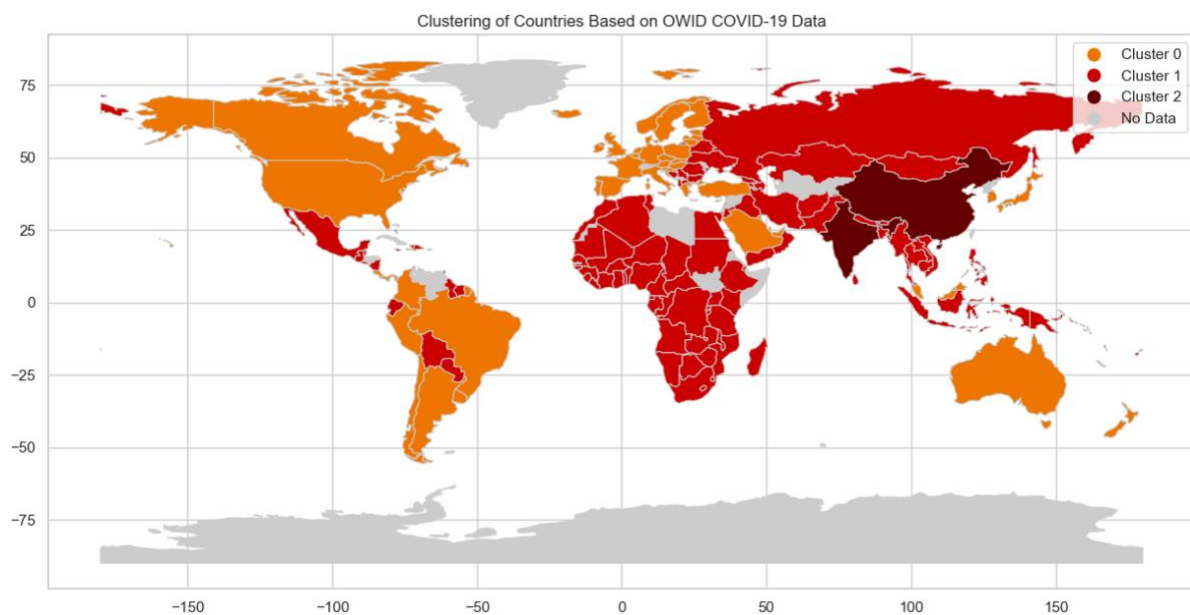 Clustering of Countries Based on OWID COVID-19 Data
Cluster 0
Cluster 1
Cluster 2
No Data
75
50
25
0
−25
−50
−75
−150
−100
−50
0
50
100
150